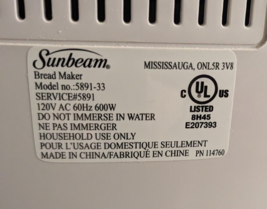 Sunbeam
MISSISSAUGA, ONL5R 3V8
Bread Maker
Model no.:5891-33
SERVICE#5891
120V AC 60Hz 600W
DO NOT IMMERSE IN WATER
NE PAS IMMERGER
HOUSEHOLD USE ONLY
POUR L'USAGE DOMESTIQUE SEULEMENT
MADE IN CHINA/FABRIQUÉ EN CHINE PN 114760
C UL US
LISTED
8H45
E207393